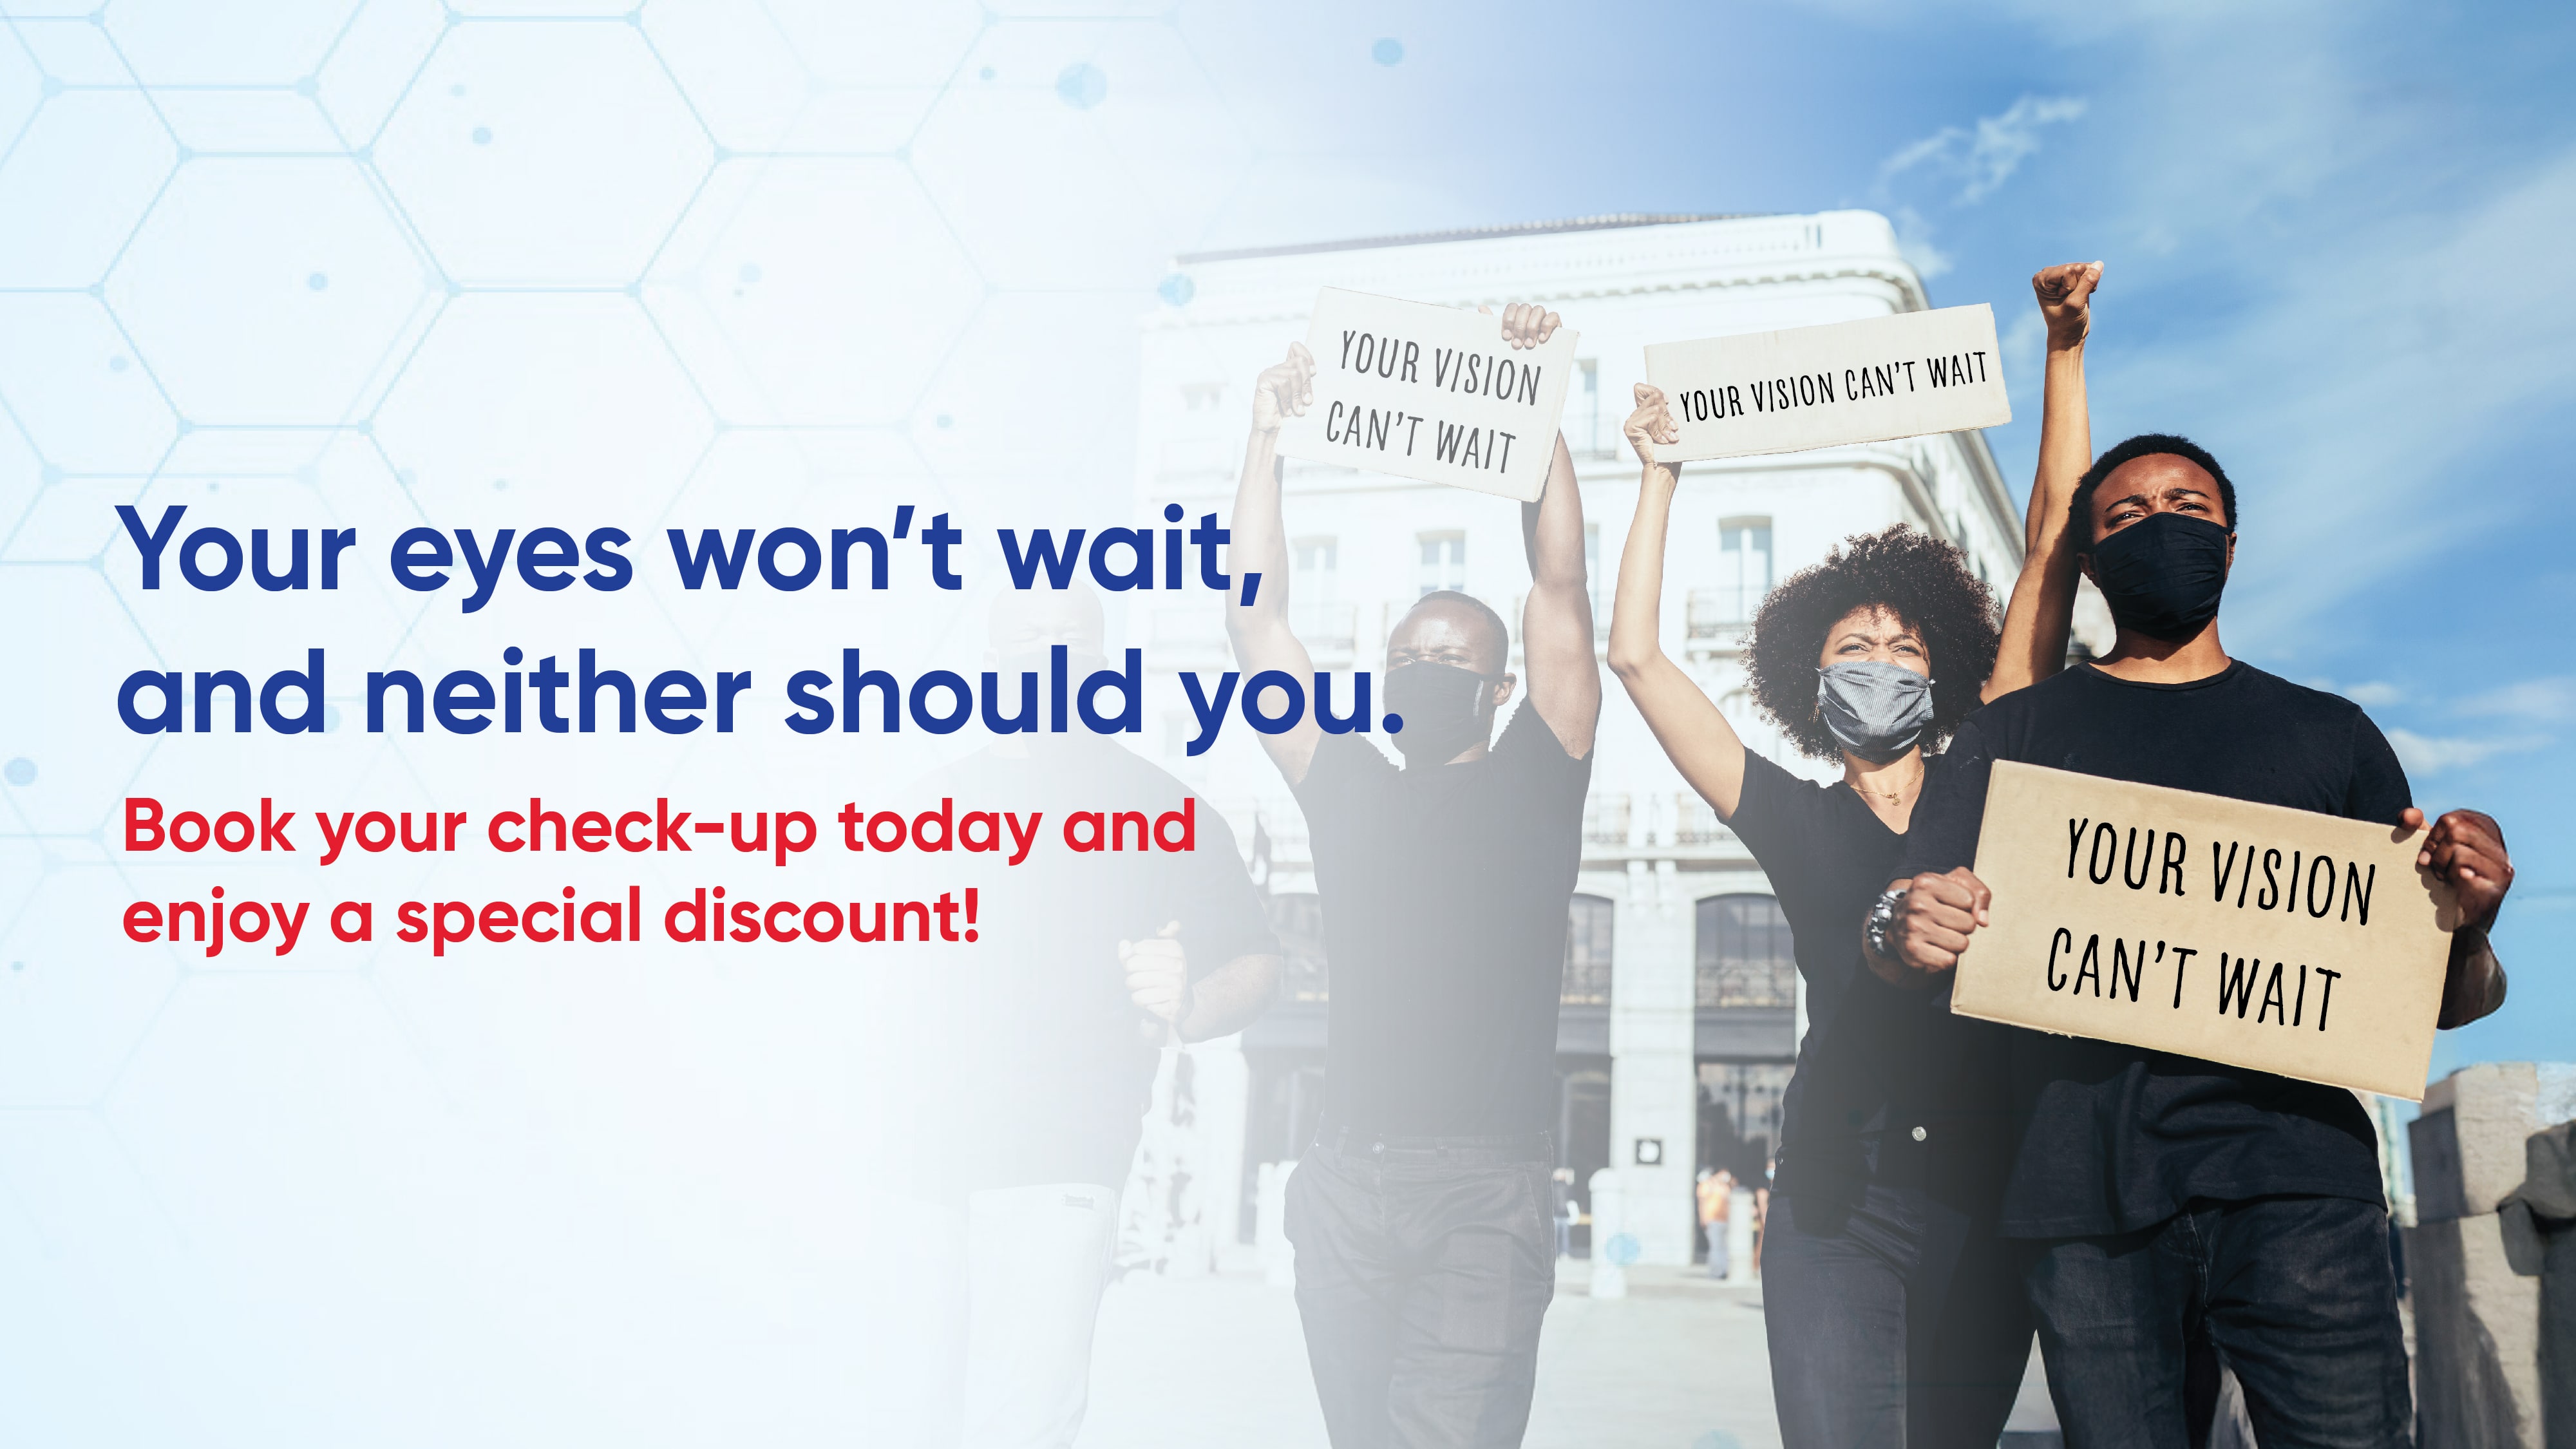 Your eyes won’t wait,
and neither should you.
Book your check-up today and
enjoy a special discount!
YOUR VISION
CAN'T WAIT
YOUR VISION CAN'T WAIT
YOUR VISION
CAN'T WAIT